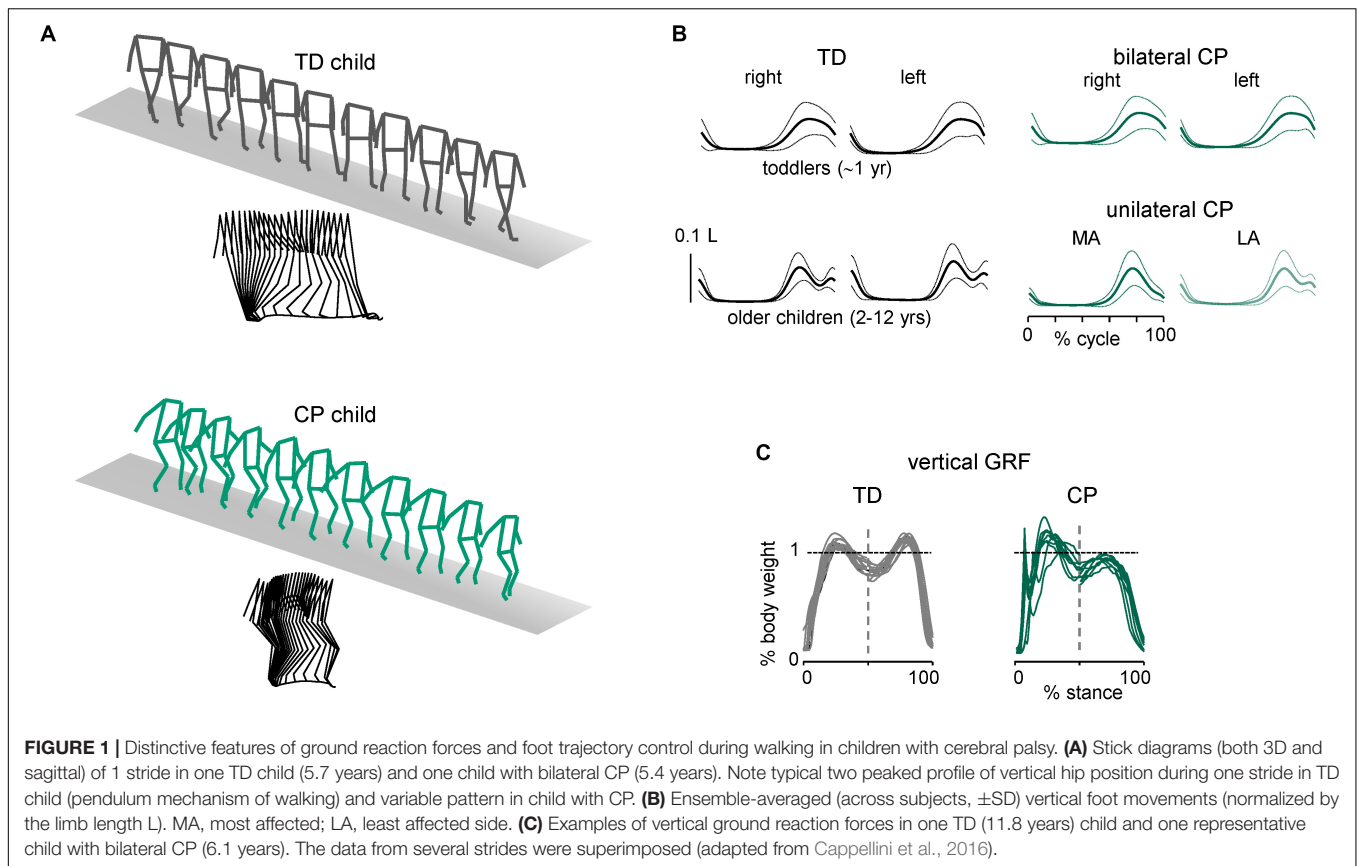 A
TD child
CP child
B
TD
right left
toddlers (~1 yr)
0.1 L
older children (2-12 yrs)
bilateral CP
right left
unilateral CP
MA LA
0 100
% cycle
C
vertical GRF
TD CP
% body weight
1 1
0
0 100 0 100
% stance
FIGURE 1 | Distinctive features of ground reaction forces and foot trajectory control during walking in children with cerebral palsy. (A) Stick diagrams (both 3D and
sagittal) of 1 stride in one TD child (5.7 years) and one child with bilateral CP (5.4 years). Note typical two peaked profile of vertical hip position during one stride in TD
child (pendulum mechanism of walking) and variable pattern in child with CP. (B) Ensemble-averaged (across subjects, ±SD) vertical foot movements (normalized by
the limb length L). MA, most affected; LA, least affected side. (C) Examples of vertical ground reaction forces in one TD (11.8 years) child and one representative
child with bilateral CP (6.1 years). The data from several strides were superimposed (adapted from Cappellini et al., 2016).